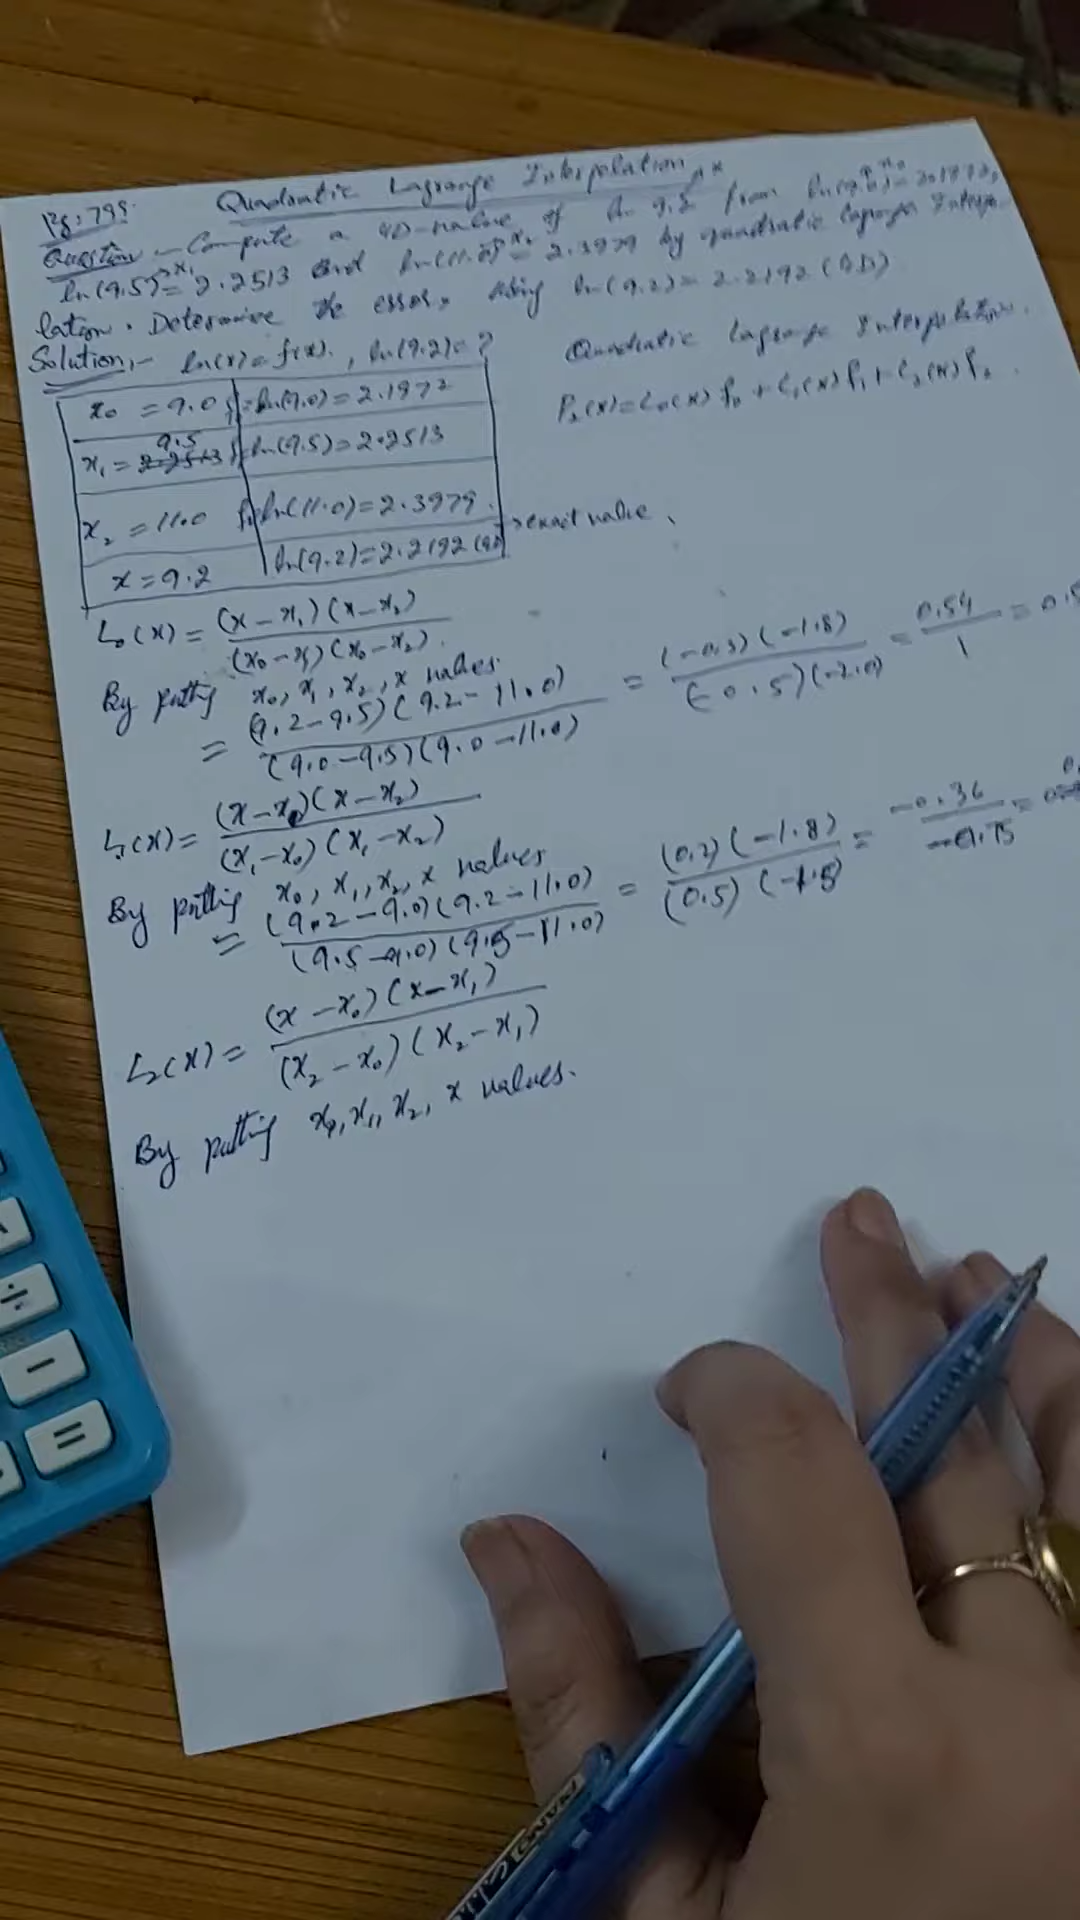 Pg: 799. Quadratic Lagrange Interpolation
Question :- Compute a 4D-value of ln 9.2 from ln(9.0) = 2.1972,
ln(9.5) = 2.2513 and ln(11.0) = 2.3979 by quadratic Lagrange Interpo-
lation. Determine the error, using ln(9.2) = 2.2192 (4D)
Solution:- ln(x) = f(x). , ln(9.2) = ?
Quadratic Lagrange Interpolation.
P₂(x) = L₀(x) f₀ + L₁(x) f₁ + L₂(x) f₂ .
x₀ = 9.0 f₀ = ln(9.0) = 2.1972
x₁ = 9.5 f₁ = ln(9.5) = 2.2513
x₂ = 11.0 f₂ = ln(11.0) = 2.3979.
x = 9.2 ln(9.2) = 2.2192 (4D) → exact value.
L₀(x) = (x - x₁)(x - x₂) / (x₀ - x₁)(x₀ - x₂).
By putting x₀, x₁, x₂, x values.
= (9.2 - 9.5)(9.2 - 11.0) / (9.0 - 9.5)(9.0 - 11.0) = (-0.3)(-1.8) / (-0.5)(-2.0) = 0.54 / 1 = 0.5
L₁(x) = (x - x₀)(x - x₂) / (x₁ - x₀)(x₁ - x₂)
By putting x₀, x₁, x₂, x values
= (9.2 - 9.0)(9.2 - 11.0) / (9.5 - 9.0)(9.5 - 11.0) = (0.2)(-1.8) / (0.5)(-1.5) = -0.36 / -0.75 =
L₂(x) = (x - x₀)(x - x₁) / (x₂ - x₀)(x₂ - x₁)
By putting x₀, x₁, x₂, x values.
÷
-
=
PIANO